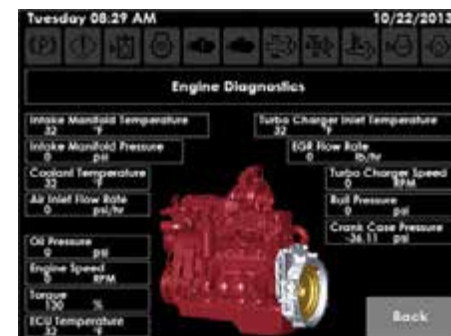 Tuesday 08:29 AM 10/22/2013
(P)
Engine Diagnostics
Intake Manifold Temperature
32 °F
Intake Manifold Pressure
0 psi
Coolant Temperature
32 °F
Air Inlet Flow Rate
0 psi/hr
Oil Pressure
0 psi
Engine Speed
0 RPM
Torque
130 %
ECU Temperature
32 °F
Turbo Charger Inlet Temperature
32 °F
EGR Flow Rate
0 lb/hr
Turbo Charger Speed
0 RPM
Rail Pressure
0 psi
Crank Case Pressure
-36.11 psi
Back